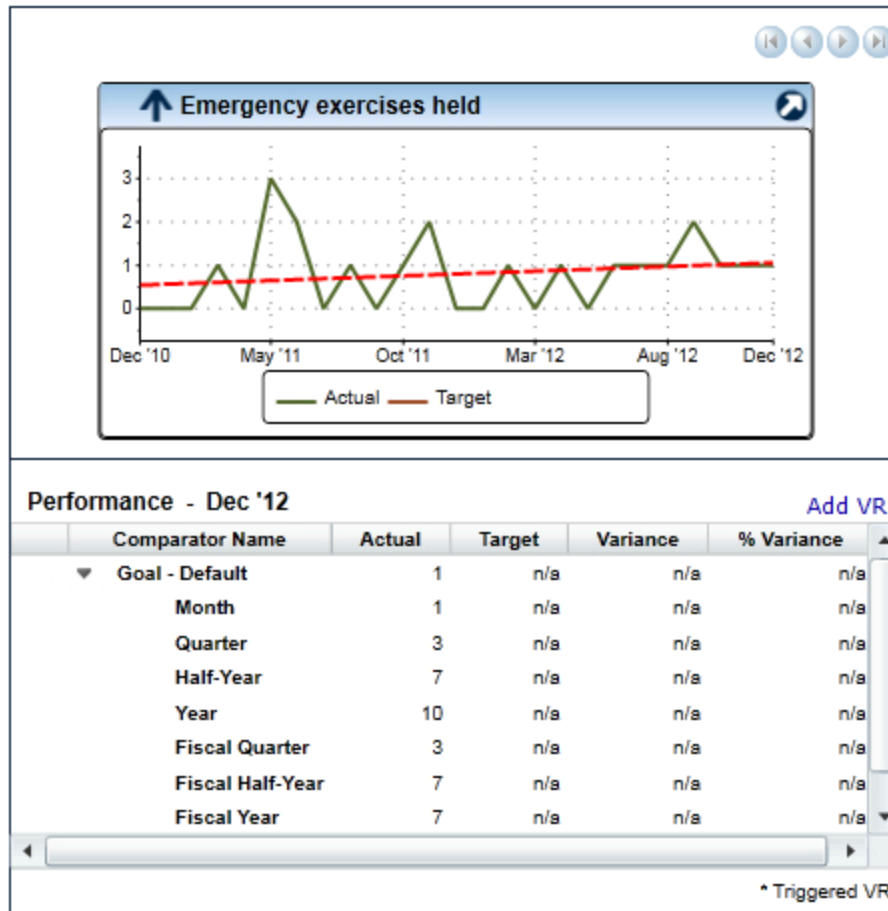 Emergency exercises held
3
2
1
0
Dec '10 May '11 Oct '11 Mar '12 Aug '12 Dec '12
Actual Target
Performance - Dec '12
Add VR
Comparator Name Actual Target Variance % Variance
Goal - Default 1 n/a n/a n/a
Month 1 n/a n/a n/a
Quarter 3 n/a n/a n/a
Half-Year 7 n/a n/a n/a
Year 10 n/a n/a n/a
Fiscal Quarter 3 n/a n/a n/a
Fiscal Half-Year 7 n/a n/a n/a
Fiscal Year 7 n/a n/a n/a
* Triggered VR